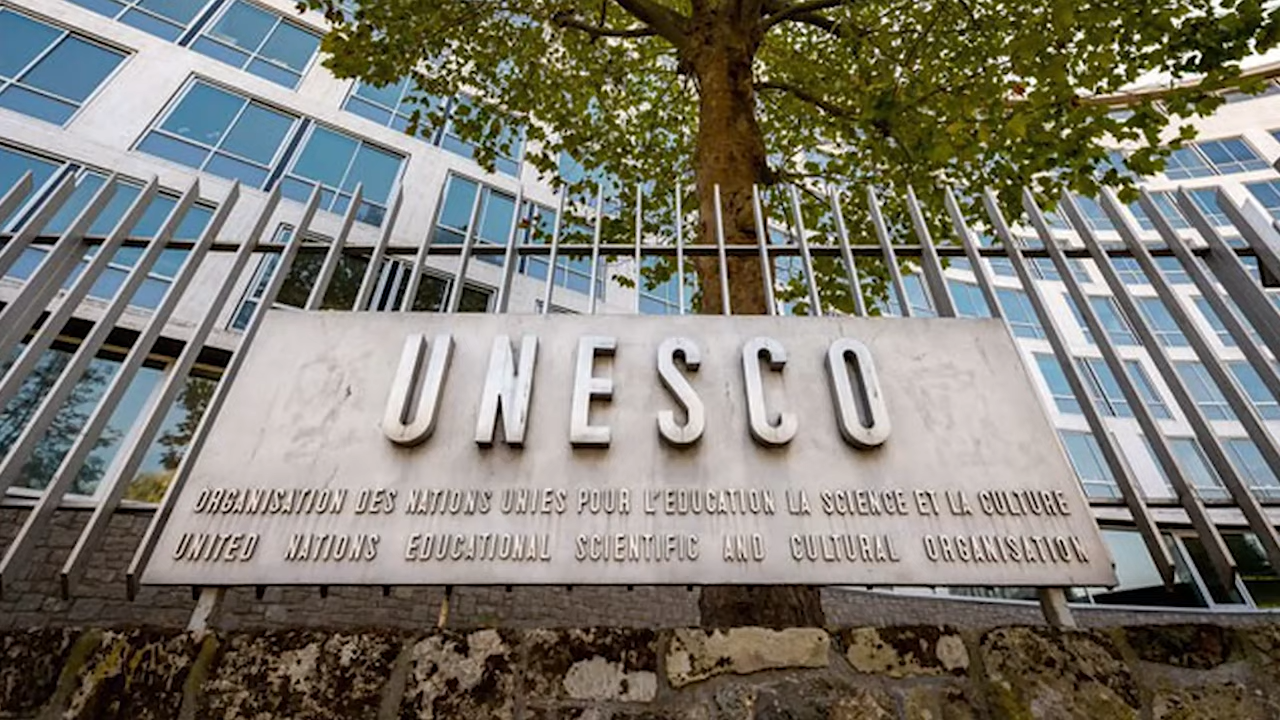 UNESCO
ORGANISATION DES NATIONS UNIES POUR L'EDUCATION LA SCIENCE ET LA CULTURE
UNITED NATIONS EDUCATIONAL SCIENTIFIC AND CULTURAL ORGANISATION